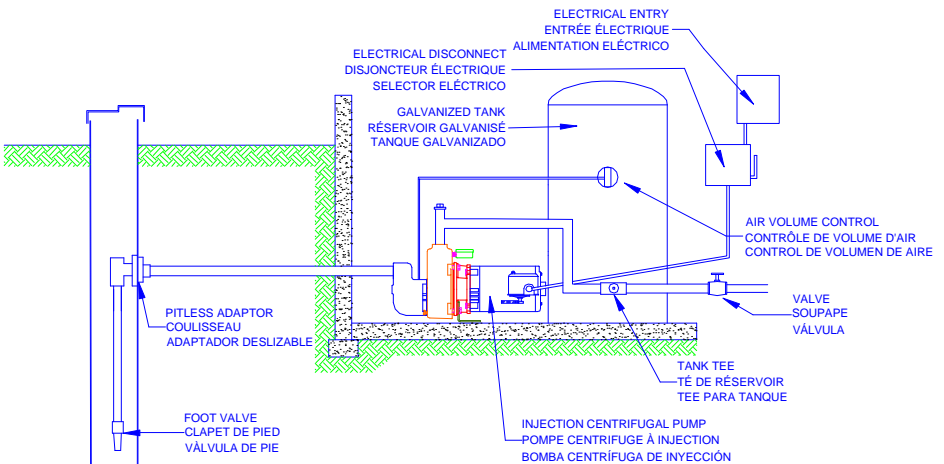 ELECTRICAL ENTRY
ENTRÉE ÉLECTRIQUE
ALIMENTATION ELÉCTRICO
ELECTRICAL DISCONNECT
DISJONCTEUR ÉLECTRIQUE
SELECTOR ELÉCTRICO
GALVANIZED TANK
RÉSERVOIR GALVANISÉ
TANQUE GALVANIZADO
AIR VOLUME CONTROL
CONTRÔLE DE VOLUME D'AIR
CONTROL DE VOLUMEN DE AIRE
PITLESS ADAPTOR
COULISSEAU
ADAPTADOR DESLIZABLE
VALVE
SOUPAPE
VÁLVULA
TANK TEE
TÉ DE RÉSERVOIR
TEE PARA TANQUE
FOOT VALVE
CLAPET DE PIED
VÀLVULA DE PIE
INJECTION CENTRIFUGAL PUMP
POMPE CENTRIFUGE À INJECTION
BOMBA CENTRÍFUGA DE INYECCIÓN